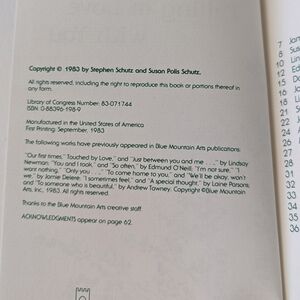 Copyright © 1983 by Stephen Schutz and Susan Polis Schutz.
All rights reserved, including the right to reproduce this book or portions thereof in
any form.
Library of Congress Number: 83-071744
ISBN: 0-88396-198-9
Manufactured in the United States of America
First Printing: September, 1983
The following works have previously appeared in Blue Mountain Arts publications:
"Our first times," "Touched by Love," and "Just between you and me . . .," by Lindsay
Newman. "You and I look," and "So often," by Edmund O'Neill; "I'm not sure," "I
want nothing," "Only you . . .," "To come home to you," and "We'll be okay, won't
we," by Jamie Delere; "I sometimes feel," and "A special thought," by Laine Parsons;
and "To someone who is beautiful," by Andrew Tawney. Copyright ©Blue Mountain
Arts, Inc., 1983. All rights reserved.
Thanks to the Blue Mountain Arts creative staff.
ACKNOWLEDGMENTS appear on page 62.
7 Jam
8
10 Lin
12 Ed
15
18
21
22
24
26
30
32
33
35
36